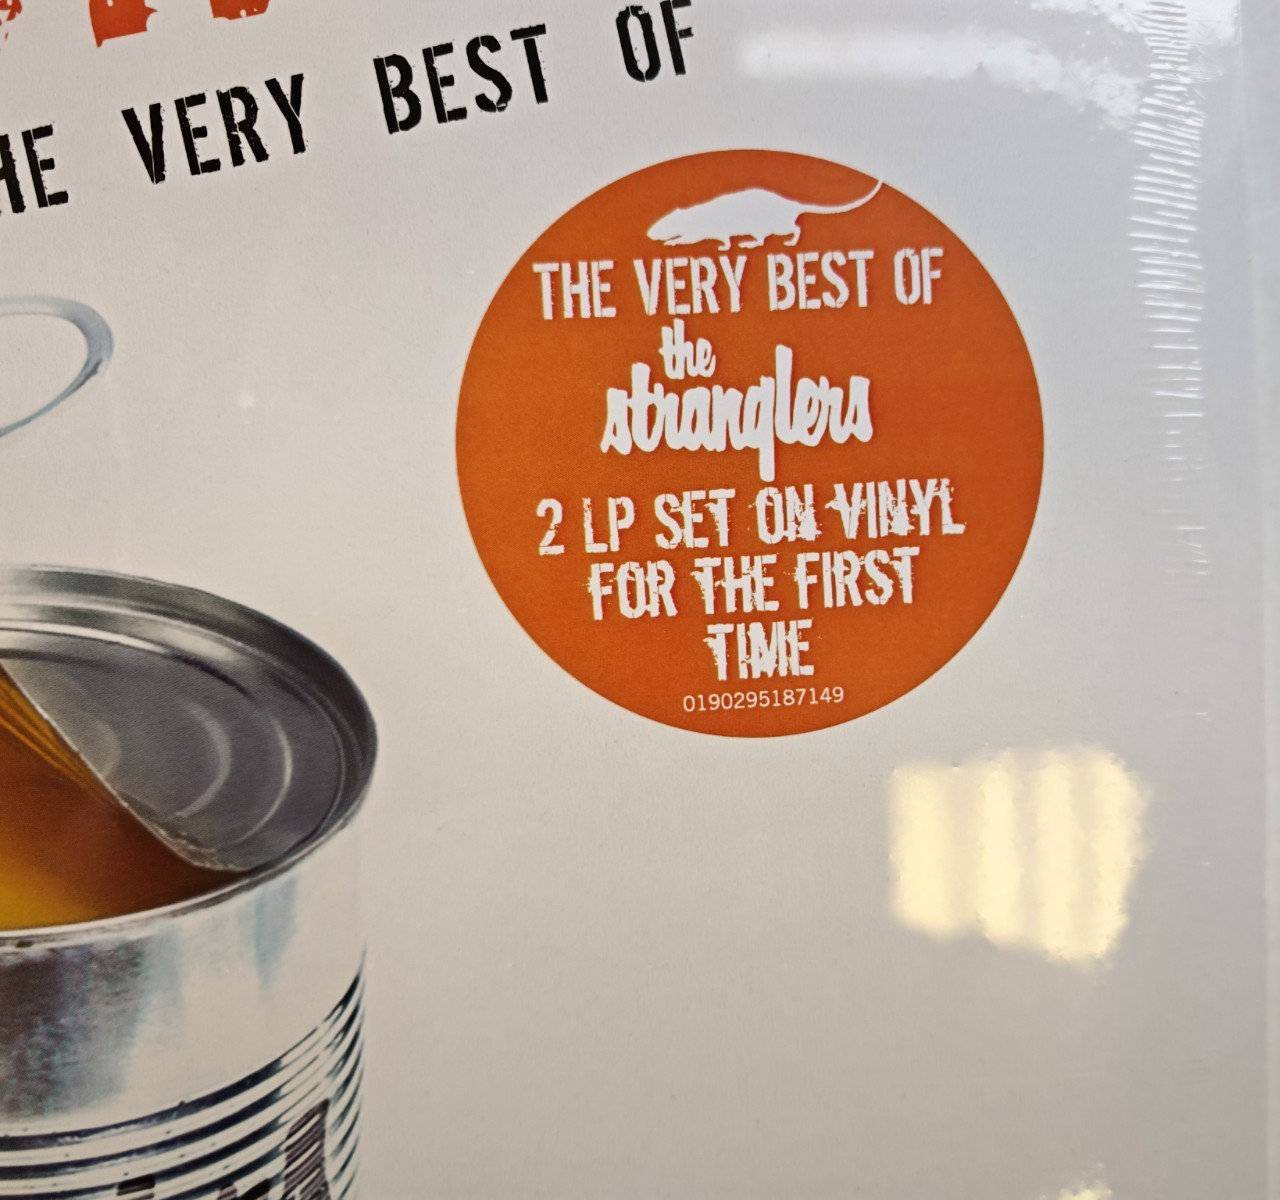 HE VERY BEST OF
THE VERY BEST OF
the
stranglers
2 LP SET ON VINYL
FOR THE FIRST
TIME
0190295187149